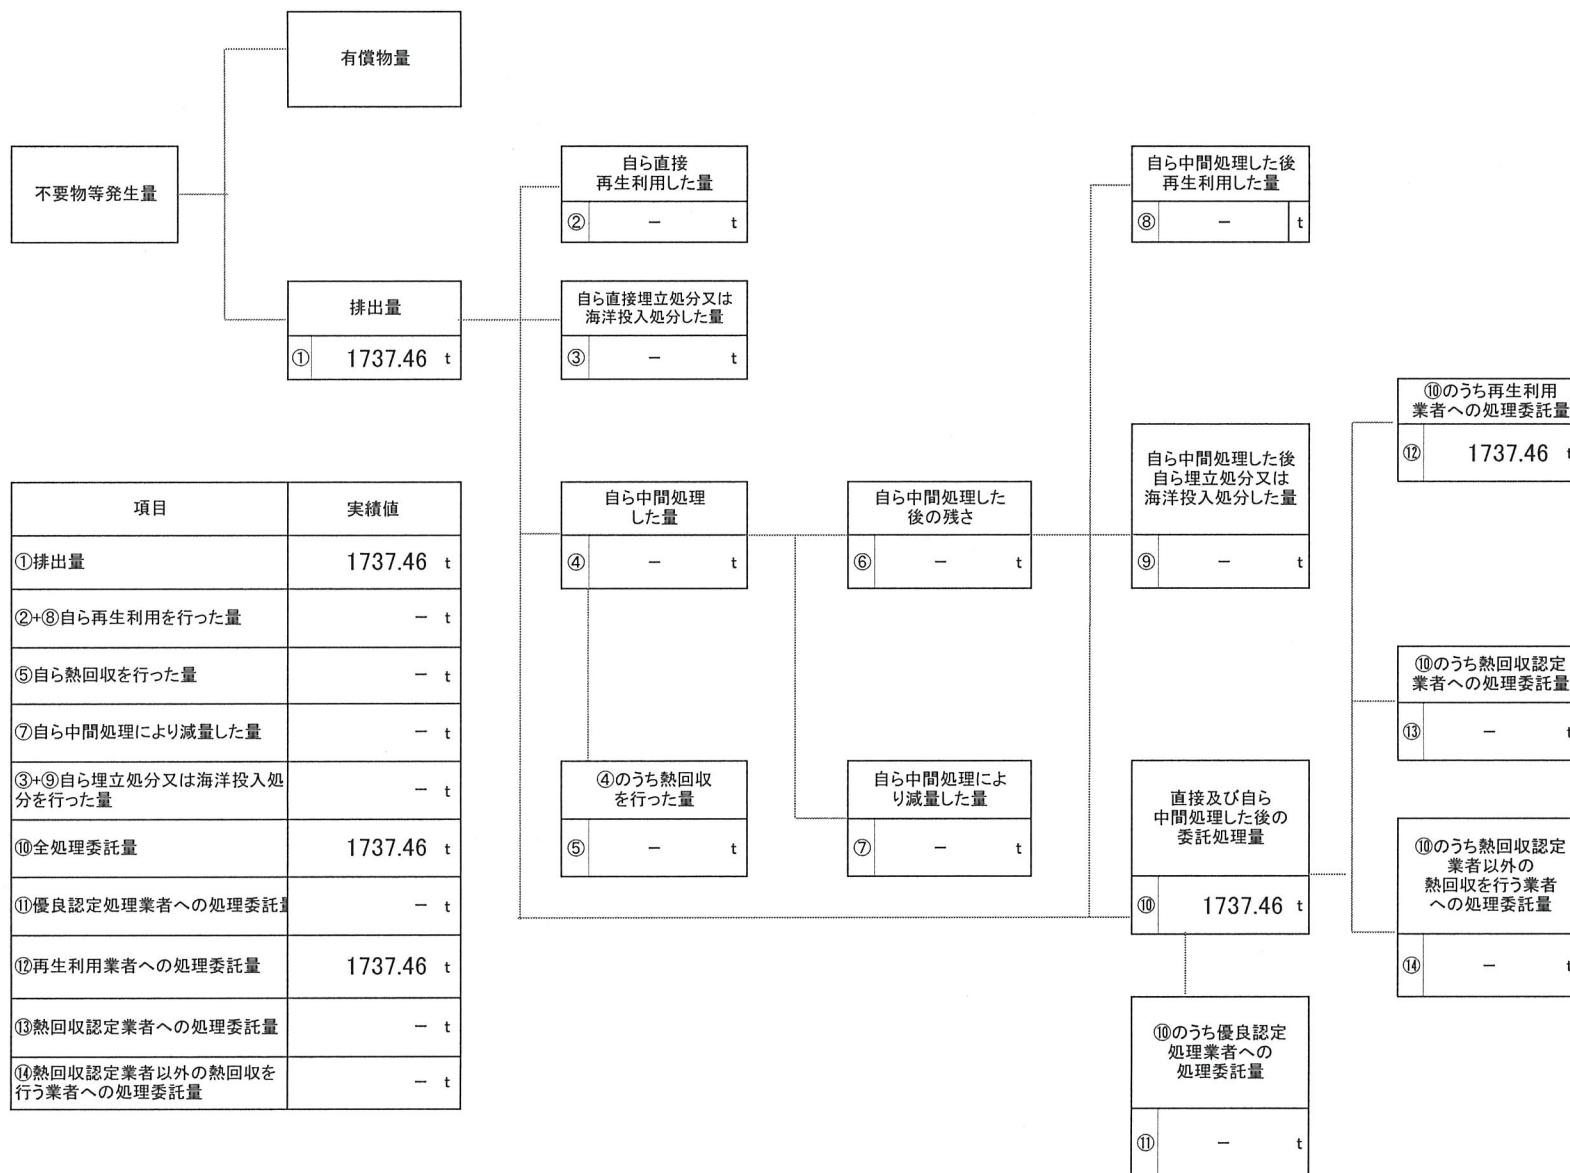 有償物量
不要物等発生量
自ら直接
再生利用した量
② － t
自ら中間処理した後
再生利用した量
⑧ － t
排出量
① 1737.46 t
自ら直接埋立処分又は
海洋投入処分した量
③ － t
⑩のうち再生利用
業者への処理委託量
⑫ 1737.46 t
自ら中間処理
した量
④ － t
自ら中間処理した
後の残さ
⑥ － t
自ら中間処理した後
自ら埋立処分又は
海洋投入処分した量
⑨ － t
⑩のうち熱回収認定
業者への処理委託量
⑬ － t
④のうち熱回収
を行った量
⑤ － t
自ら中間処理によ
り減量した量
⑦ － t
直接及び自ら
中間処理した後の
委託処理量
⑩ 1737.46 t
⑩のうち熱回収認定
業者以外の
熱回収を行う業者
への処理委託量
⑭ － t
⑩のうち優良認定
処理業者への
処理委託量
⑪ － t
項目 実績値
①排出量 1737.46 t
②+⑧自ら再生利用を行った量 － t
⑤自ら熱回収を行った量 － t
⑦自ら中間処理により減量した量 － t
③+⑨自ら埋立処分又は海洋投入処
分を行った量 － t
⑩全処理委託量 1737.46 t
⑪優良認定処理業者への処理委託量 － t
⑫再生利用業者への処理委託量 1737.46 t
⑬熱回収認定業者への処理委託量 － t
⑭熱回収認定業者以外の熱回収を
行う業者への処理委託量 － t